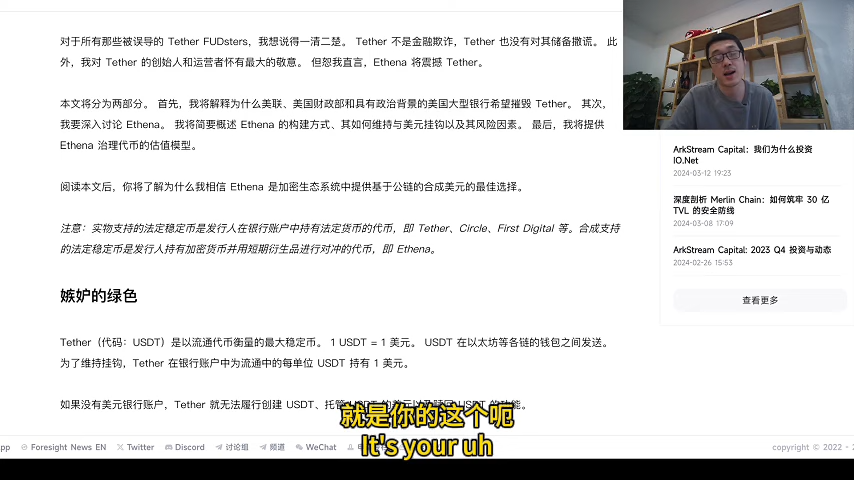 对于所有那些被误导的 Tether FUDsters，我想说得一清二楚。 Tether 不是金融欺诈，Tether 也没有对其储备撒谎。 此
外，我对 Tether 的创始人和运营者怀有最大的敬意。 但恕我直言，Ethena 将震撼 Tether。
本文将分为两部分。 首先，我将解释为什么美联、美国财政部和具有政治背景的美国大型银行希望摧毁 Tether。 其次，
我要深入讨论 Ethena。 我将简要概述 Ethena 的构建方式、其如何维持与美元挂钩以及其风险因素。 最后，我将提供
Ethena 治理代币的估值模型。
阅读本文后，你将了解为什么我相信 Ethena 是加密生态系统中提供基于公链的合成美元的最佳选择。
注意：实物支持的法定稳定币是发行人在银行账户中持有法定货币的代币，即 Tether、Circle、First Digital 等。合成支持
的法定稳定币是发行人持有加密货币并用短期衍生品进行对冲的代币，即 Ethena。
嫉妒的绿色
Tether（代码：USDT）是以流通代币衡量的最大稳定币。 1 USDT = 1 美元。 USDT 在以太坊等各链的钱包之间发送。
为了维持挂钩，Tether 在银行账户中为流通中的每单位 USDT 持有 1 美元。
如果没有美元银行账户，Tether 就无法履行创建 USDT、托管
ArkStream Capital：我们为什么投资
IO.Net
2024-03-12 19:23
深度剖析 Merlin Chain：如何筑牢 30 亿
TVL 的安全防线
2024-03-08 17:09
ArkStream Capital: 2023 Q4 投资与动态
2024-02-26 15:53
查看更多
就是你的这个呃
It's your uh
pp Foresight News EN Twitter Discord 讨论组 频道 WeChat
copyright © 2022 -